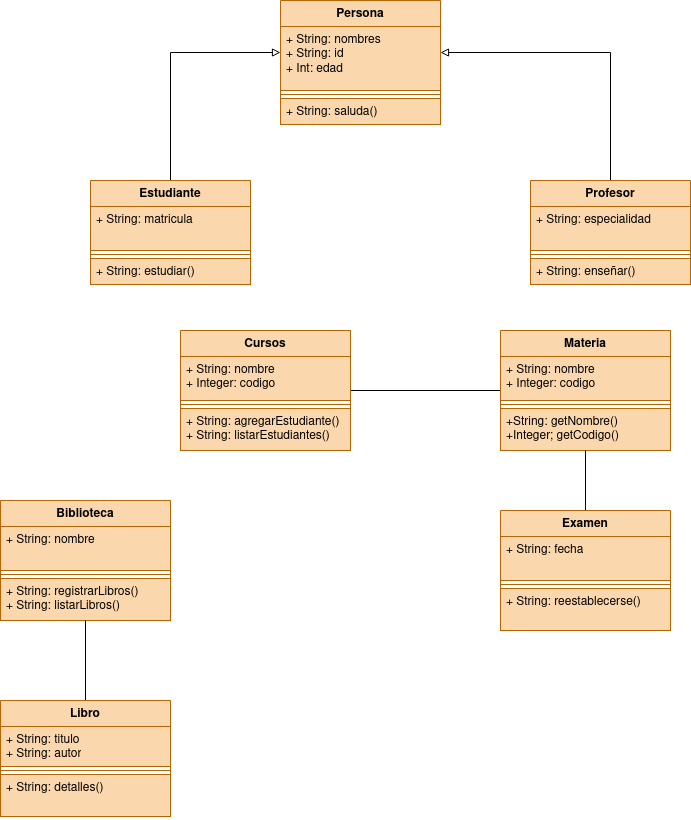 Persona
+ String: nombres
+ String: id
+ Int: edad
+ String: saluda()
Estudiante
+ String: matricula
+ String: estudiar()
Profesor
+ String: especialidad
+ String: enseñar()
Cursos
+ String: nombre
+ Integer: codigo
+ String: agregarEstudiante()
+ String: listarEstudiantes()
Materia
+ String: nombre
+ Integer: codigo
+String: getNombre()
+Integer; getCodigo()
Biblioteca
+ String: nombre
+ String: registrarLibros()
+ String: listarLibros()
Examen
+ String: fecha
+ String: reestablecerse()
Libro
+ String: titulo
+ String: autor
+ String: detalles()